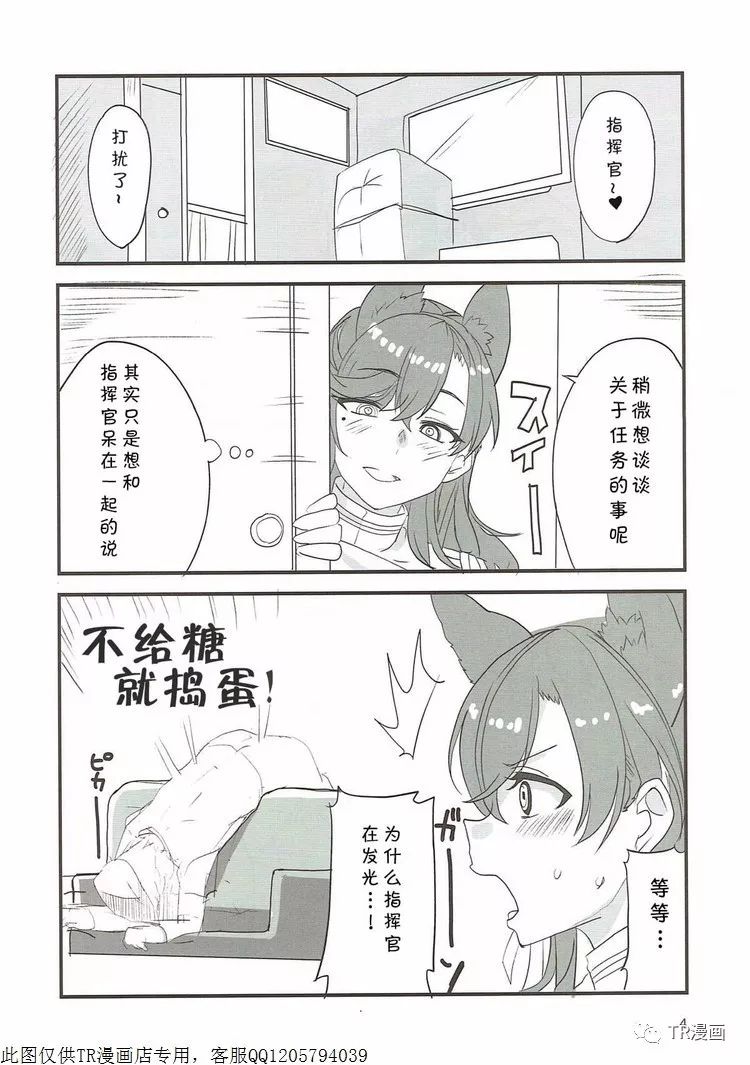 指挥官~♥
打扰了~
稍微想谈谈
关于任务的事呢
スイー
其实只是想和
指挥官呆在一起的说
不给糖
就捣蛋!
等等…
ガーン
为什么指挥官
在发光…!
ピカー
4
TR漫画
此图仅供TR漫画店专用，客服QQ1205794039